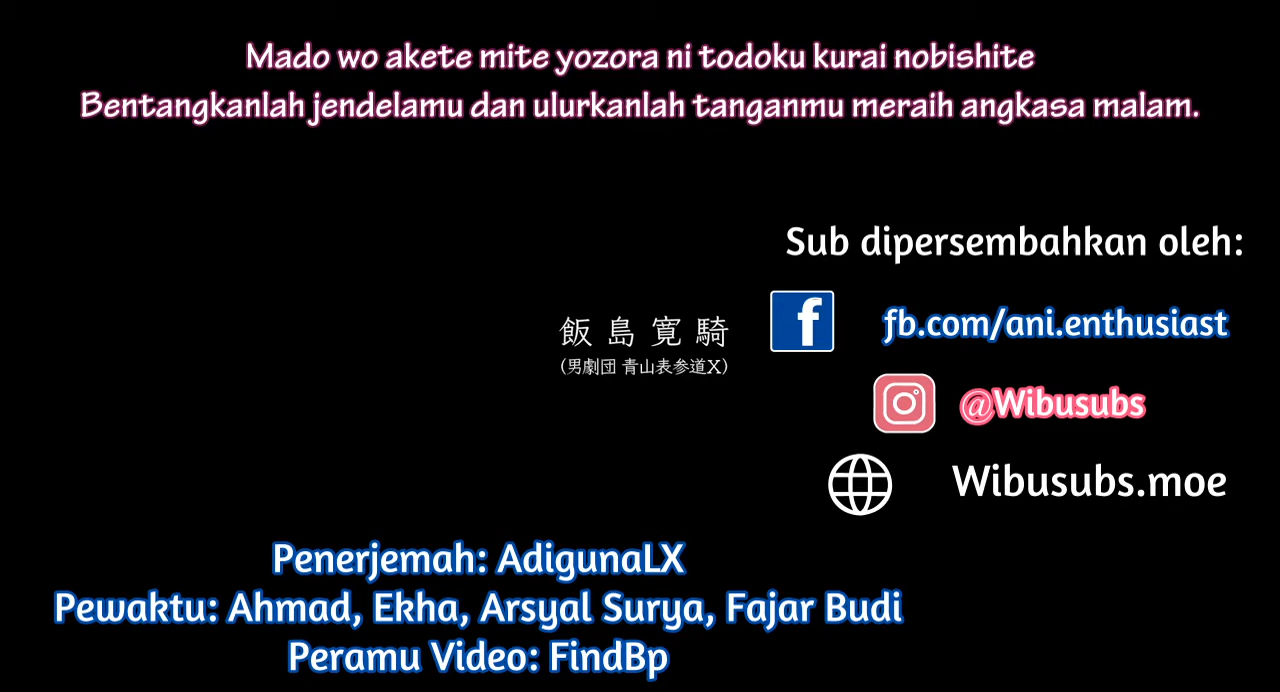 Mado wo akete mite yozora ni todoku kurai nobishite
Bentangkanlah jendelamu dan ulurkanlah tanganmu meraih angkasa malam.
Sub dipersembahkan oleh:
飯島寛騎
(男劇団 青山表参道X)
fb.com/ani.enthusiast
@Wibusubs
Wibusubs.moe
Penerjemah: AdigunaLX
Pewaktu: Ahmad, Ekha, Arsyal Surya, Fajar Budi
Peramu Video: FindBp